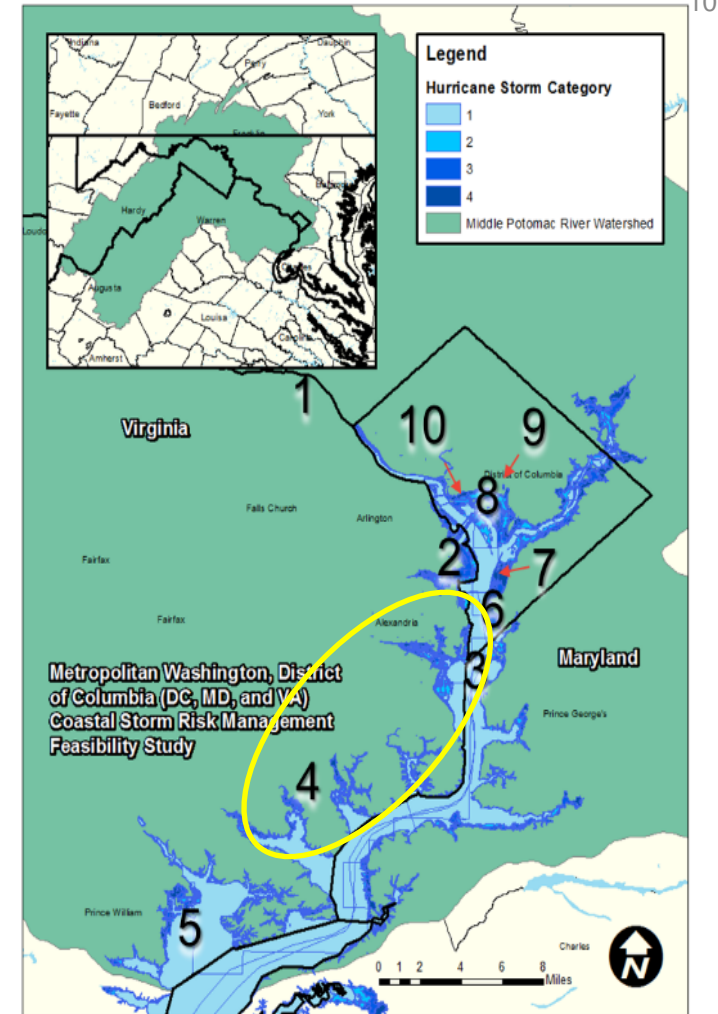 10
Indiana
Dauphin
Perry
Bedford
Fayette
York
Franklin
Hardy
Warren
Augusta
Louisa
Amherst
Legend
Hurricane Storm Category
1
2
3
4
Middle Potomac River Watershed
1
Virginia
10
9
District of Columbia
8
Falls Church
Arlington
2
7
Fairfax
6
Fairfax
Alexandria
3
Maryland
Metropolitan Washington, District
of Columbia (DC, MD, and VA)
Coastal Storm Risk Management
Feasibility Study
Prince George's
4
Prince William
5
Charles
0 1 2 4 6 8
Miles
N